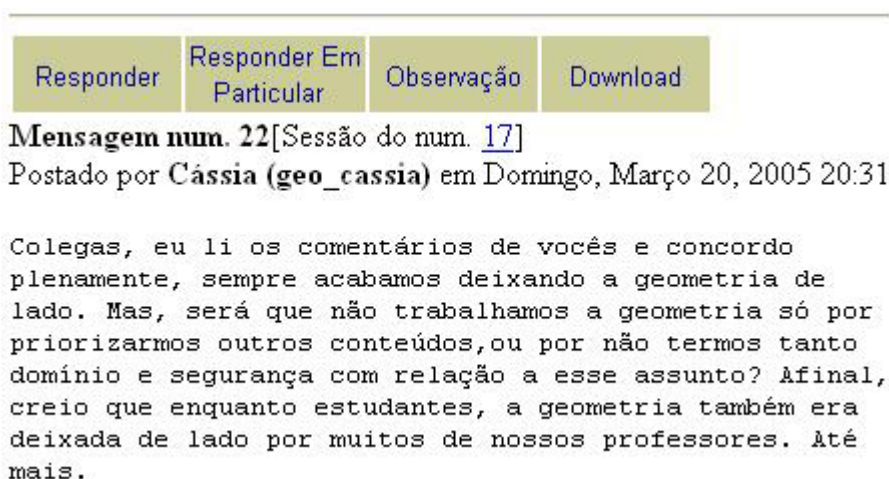 Responder Responder Em Particular Observação Download
Mensagem num. 22[Sessão do num. 17]
Postado por Cássia (geo_cassia) em Domingo, Março 20, 2005 20:31
Colegas, eu li os comentários de vocês e concordo
plenamente, sempre acabamos deixando a geometria de
lado. Mas, será que não trabalhamos a geometria só por
priorizarmos outros conteúdos,ou por não termos tanto
domínio e segurança com relação a esse assunto? Afinal,
creio que enquanto estudantes, a geometria também era
deixada de lado por muitos de nossos professores. Até
mais.